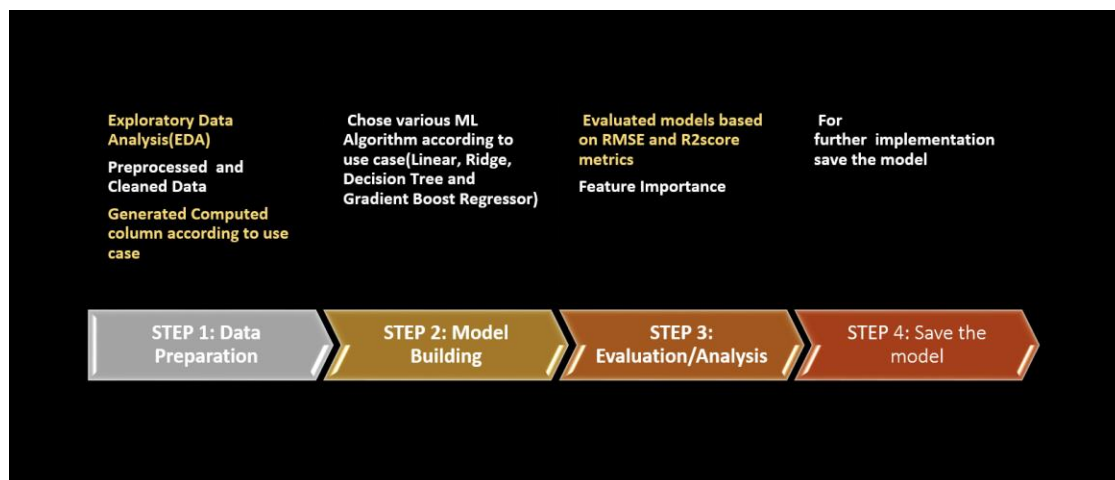 Exploratory Data
Analysis(EDA)
Preprocessed and
Cleaned Data
Generated Computed
column according to use
case
Chose various ML
Algorithm according to
use case(Linear, Ridge,
Decision Tree and
Gradient Boost Regressor)
Evaluated models based
on RMSE and R2score
metrics
Feature Importance
For
further implementation
save the model
STEP 1: Data
Preparation
STEP 2: Model
Building
STEP 3:
Evaluation/Analysis
STEP 4: Save the
model